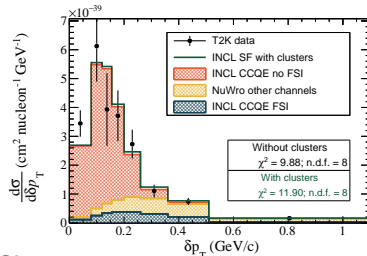 7 ×10⁻³⁹
6
5
4
3
2
1
0
0 0.2 0.4 0.6 0.8 1
dσ/dδp_T (cm² nucleon⁻¹ GeV⁻¹)
δp_T (GeV/c)
T2K data
INCL SF with clusters
INCL CCQE no FSI
NuWro other channels
INCL CCQE FSI
Without clusters
χ² = 9.88; n.d.f. = 8
With clusters
χ² = 11.90; n.d.f. = 8